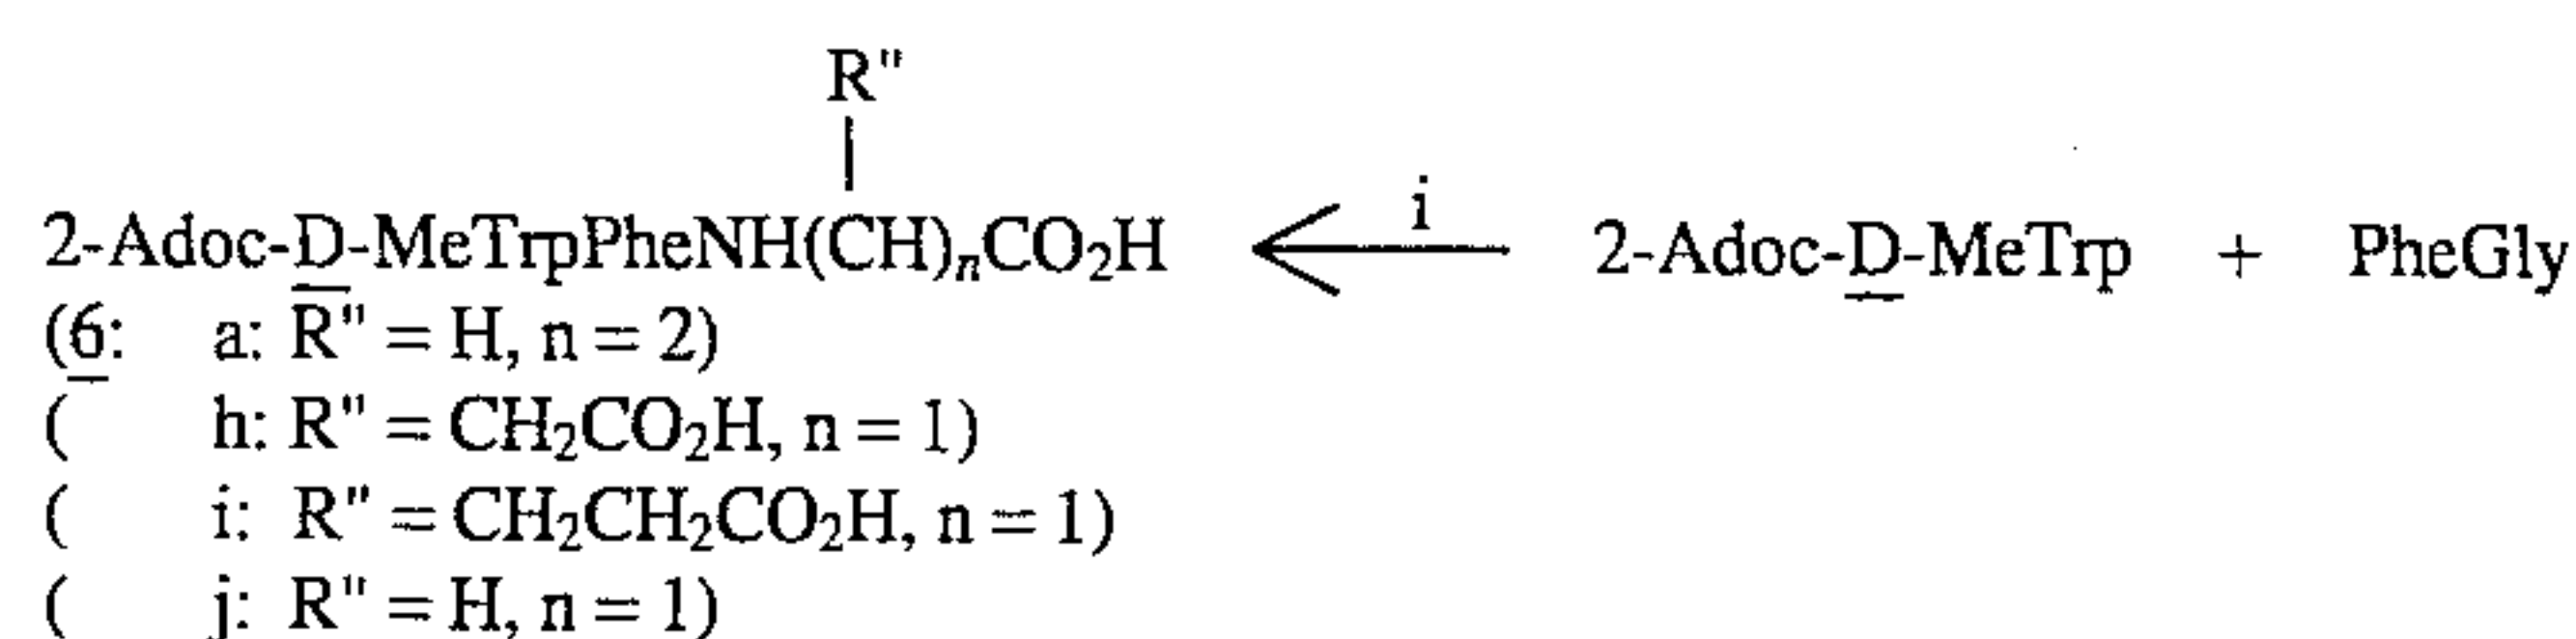 R"
2-Adoc-D-MeTrpPheNH(CH)nCO2H i 2-Adoc-D-MeTrp + PheGly
(6: a: R" = H, n = 2)
( h: R" = CH2CO2H, n = 1)
( i: R" = CH2CH2CO2H, n = 1)
( j: R" = H, n = 1)